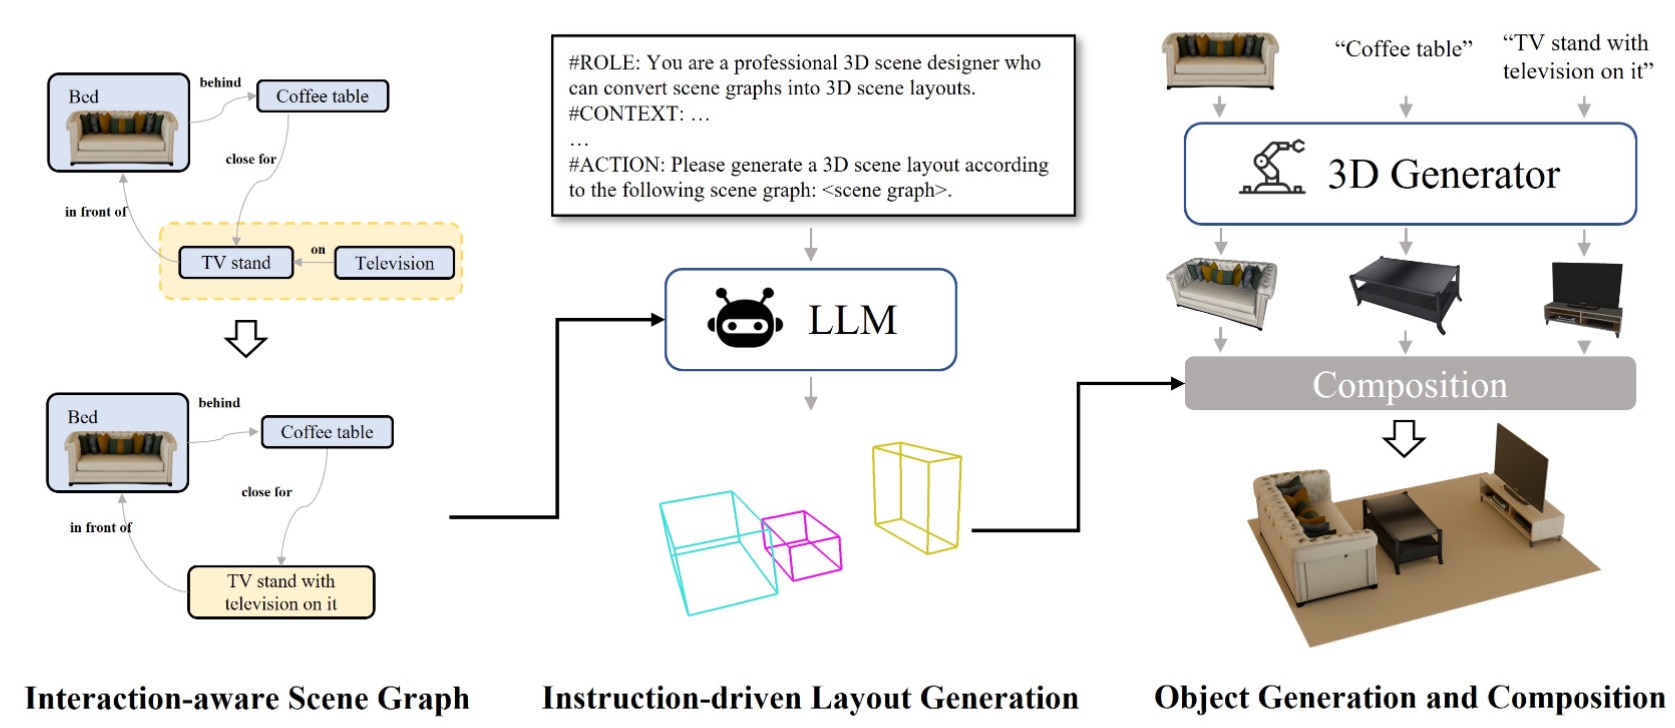 Bed
behind
Coffee table
close for
in front of
TV stand
on
Television
Bed
behind
Coffee table
close for
in front of
TV stand with
television on it
Interaction-aware Scene Graph
#ROLE: You are a professional 3D scene designer who
can convert scene graphs into 3D scene layouts.
#CONTEXT: …
…
#ACTION: Please generate a 3D scene layout according
to the following scene graph: <scene graph>.
LLM
Instruction-driven Layout Generation
“Coffee table”
“TV stand with
television on it”
3D Generator
Composition
Object Generation and Composition